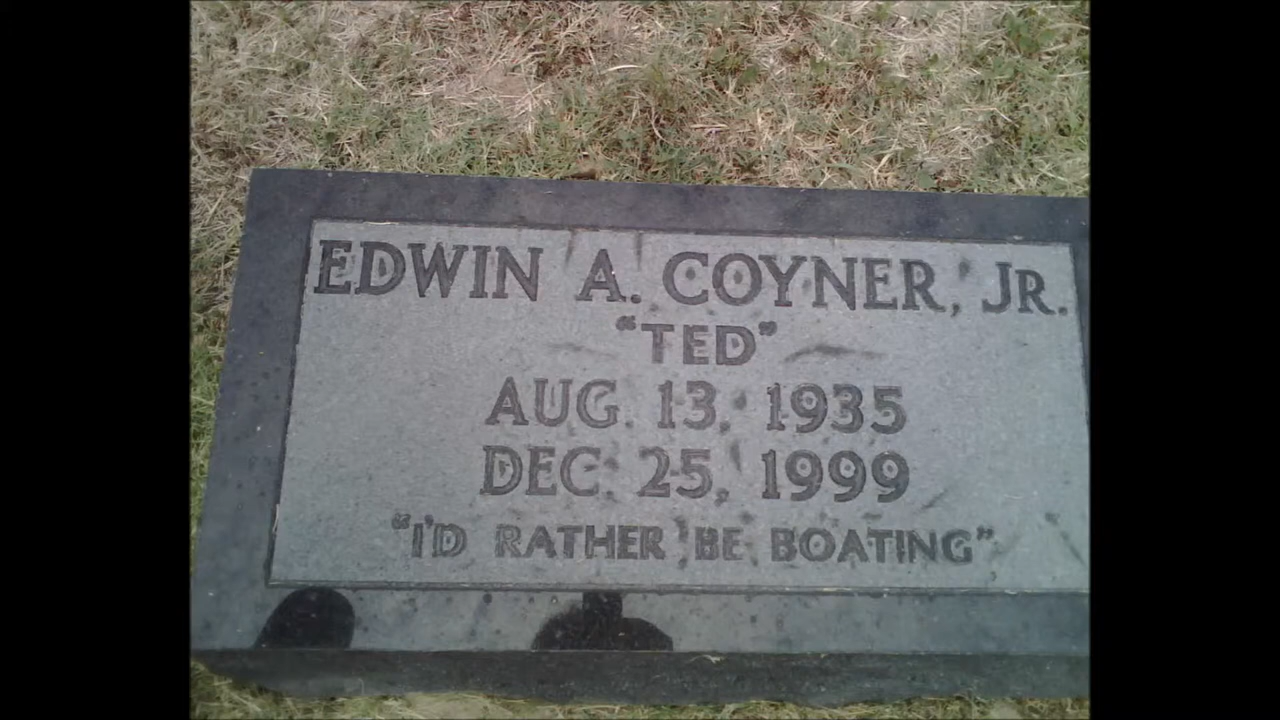 EDWIN A. COYNER, JR.
“TED”
AUG. 13, 1935
DEC. 25, 1999
“I'D RATHER BE BOATING”